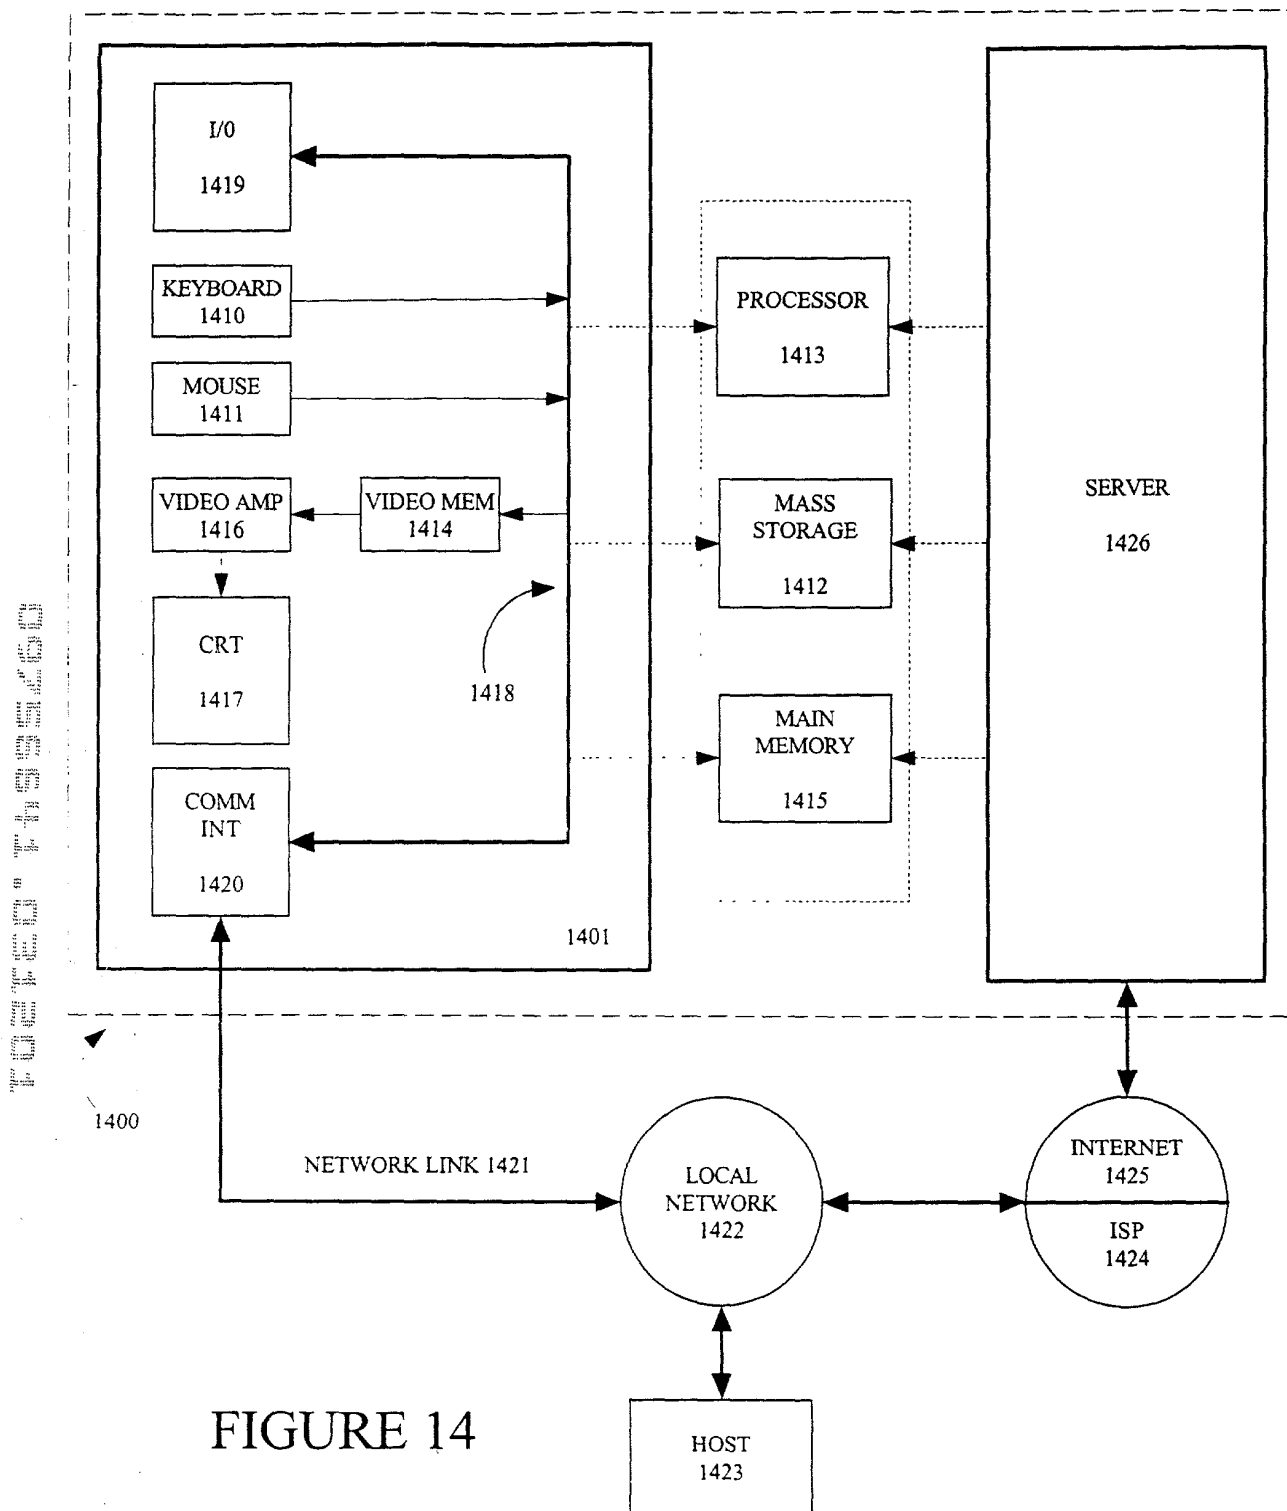 I/0
1419
KEYBOARD
1410
MOUSE
1411
VIDEO AMP
1416
VIDEO MEM
1414
CRT
1417
1418
COMM
INT
1420
1401
PROCESSOR
1413
MASS
STORAGE
1412
MAIN
MEMORY
1415
SERVER
1426
1400
NETWORK LINK 1421
LOCAL
NETWORK
1422
INTERNET
1425
ISP
1424
HOST
1423
FIGURE 14